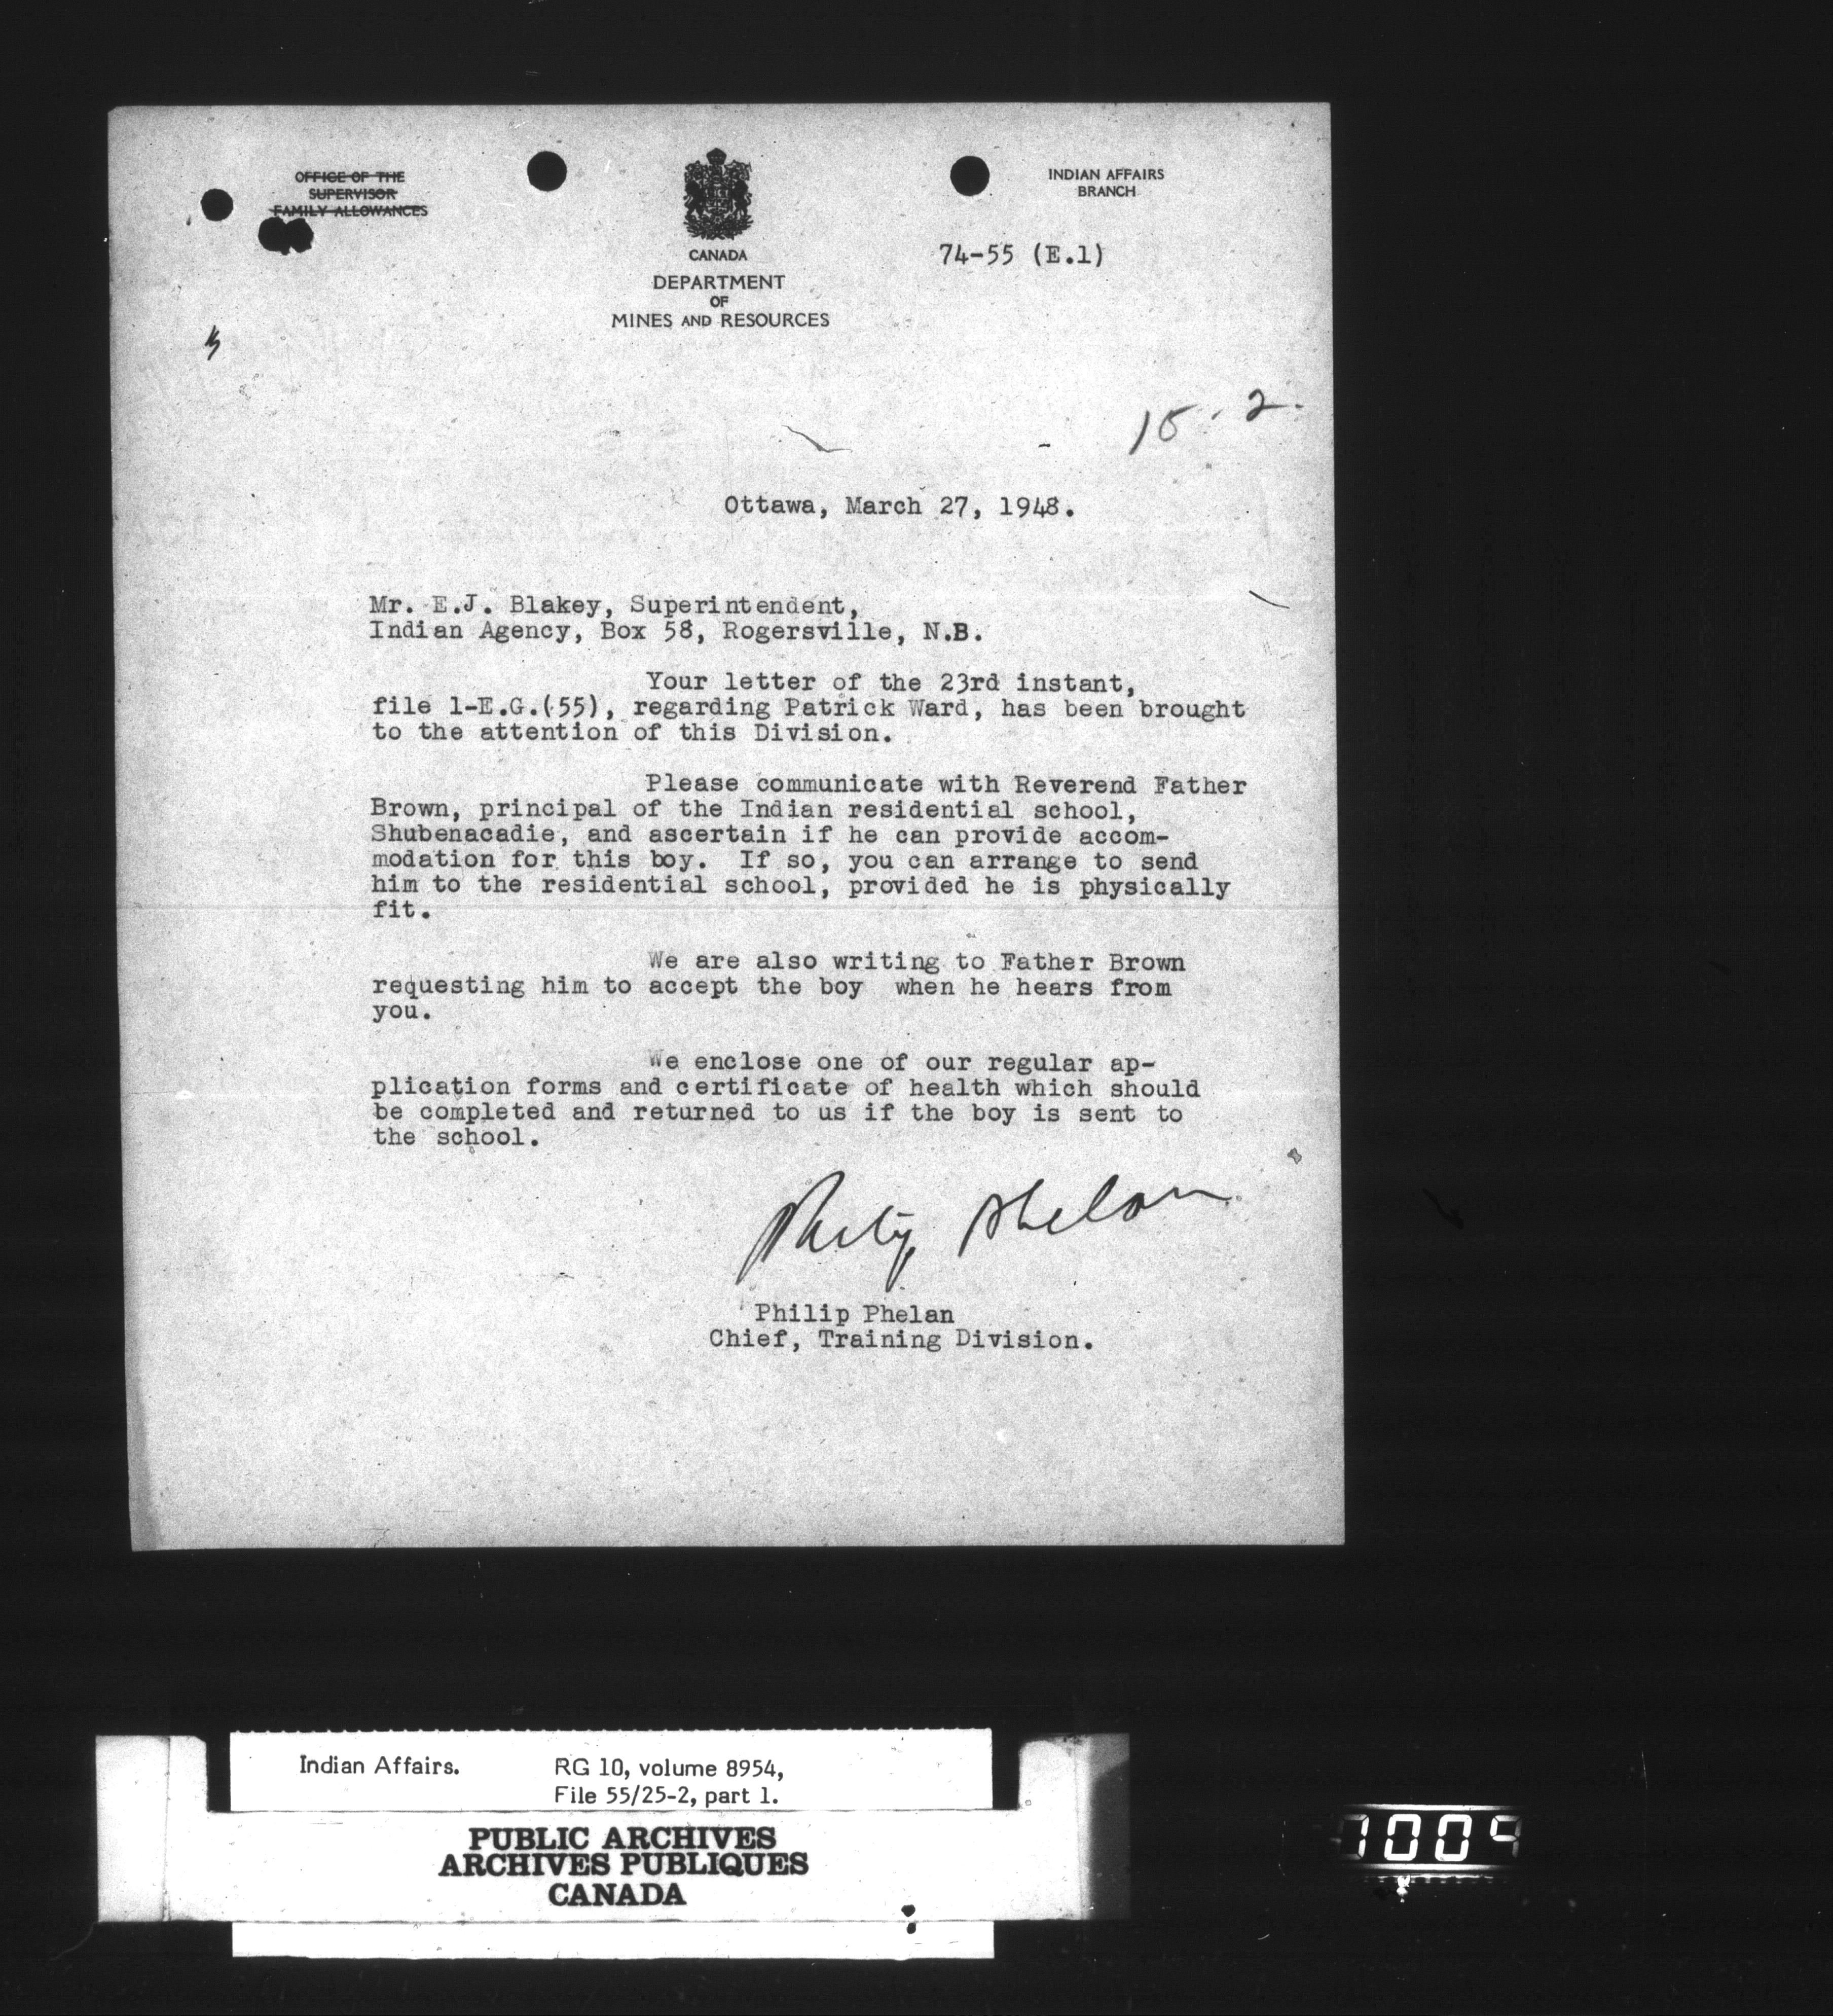 OFFICE OF THE
SUPERVISOR
FAMILY ALLOWANCES
INDIAN AFFAIRS
BRANCH
CANADA
DEPARTMENT
OF
MINES AND RESOURCES
74-55 (E.1)
15-2.
Ottawa, March 27, 1948.
Mr. E.J. Blakey, Superintendent,
Indian Agency, Box 58, Rogersville, N.B.
Your letter of the 23rd instant,
file 1-E.G.(55), regarding Patrick Ward, has been brought
to the attention of this Division.
Please communicate with Reverend Father
Brown, principal of the Indian residential school,
Shubenacadie, and ascertain if he can provide accom-
modation for this boy. If so, you can arrange to send
him to the residential school, provided he is physically
fit.
We are also writing to Father Brown
requesting him to accept the boy when he hears from
you.
We enclose one of our regular ap-
plication forms and certificate of health which should
be completed and returned to us if the boy is sent to
the school.
Philip Phelan
Philip Phelan
Chief, Training Division.
Indian Affairs. RG 10, volume 8954,
File 55/25-2, part 1.
PUBLIC ARCHIVES
ARCHIVES PUBLIQUES
CANADA